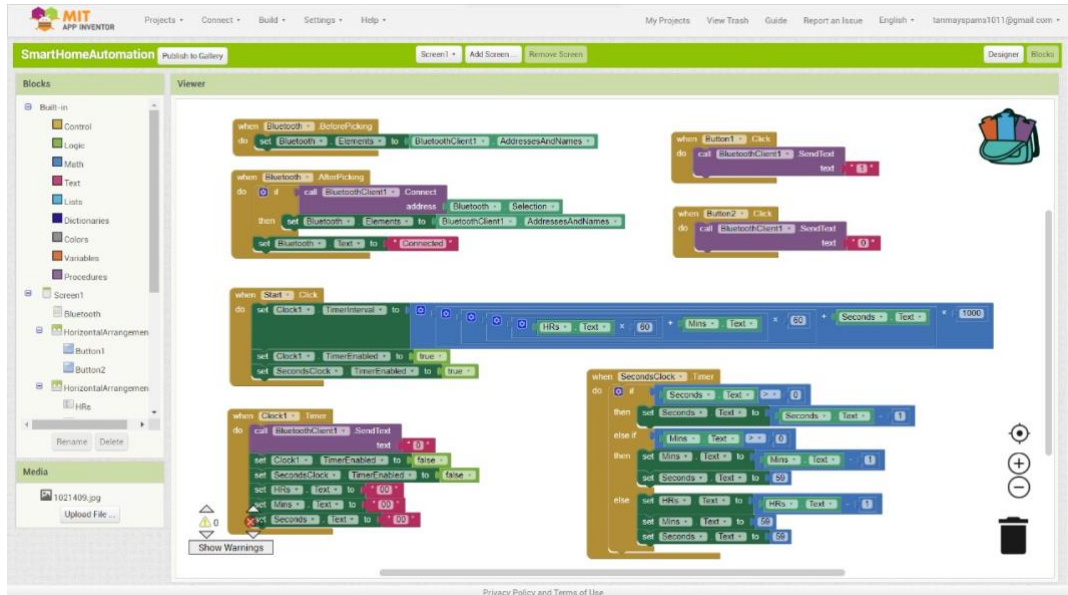 MIT
APP INVENTOR
Projects Connect Build Settings Help My Projects View Trash Guide Report an Issue English tanmayspams1011@gmail.com
SmartHomeAutomation Publish to Gallery Screen1 Add Screen ... Remove Screen Designer Blocks
Blocks
Built-in
Control
Logic
Math
Text
Lists
Dictionaries
Colors
Variables
Procedures
Screen1
Bluetooth
HorizontalArrangemen
Button1
Button2
HorizontalArrangemen
HRs
Rename Delete
Media
1021409.jpg
Upload File ...
Viewer
when Bluetooth .BeforePicking
do set Bluetooth . Elements to BluetoothClient1 . AddressesAndNames
when Bluetooth .AfterPicking
do if call BluetoothClient1 .Connect
address Bluetooth . Selection
then set Bluetooth . Elements to BluetoothClient1 . AddressesAndNames
set Bluetooth . Text to " Connected "
when Button1 .Click
do call BluetoothClient1 .SendText
text " 1 "
when Button2 .Click
do call BluetoothClient1 .SendText
text " 0 "
when Start .Click
do set Clock1 . TimerInterval to HRs . Text × 60 + Mins . Text × 60 + Seconds . Text × 1000
set Clock1 . TimerEnabled to true
set SecondsClock . TimerEnabled to true
when Clock1 .Timer
do call BluetoothClient1 .SendText
text " 0 "
set Clock1 . TimerEnabled to false
set SecondsClock . TimerEnabled to false
set HRs . Text to " 00 "
set Mins . Text to " 00 "
set Seconds . Text to " 00 "
when SecondsClock .Timer
do if Seconds . Text > 0
then set Seconds . Text to Seconds . Text - 1
else if Mins . Text > 0
then set Mins . Text to Mins . Text - 1
set Seconds . Text to 59
else set HRs . Text to HRs . Text - 1
set Mins . Text to 59
set Seconds . Text to 59
0
Show Warnings
Privacy Policy and Terms of Use